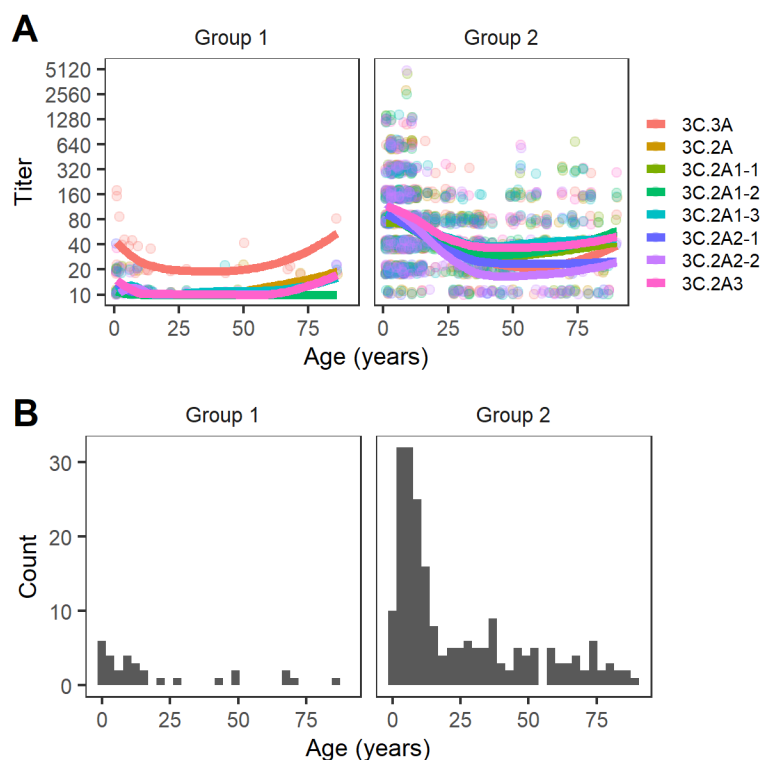 A
Group 1 Group 2
Titer
5120
2560
1280
640
320
160
80
40
20
10
0 25 50 75 0 25 50 75
Age (years)
3C.3A
3C.2A
3C.2A1-1
3C.2A1-2
3C.2A1-3
3C.2A2-1
3C.2A2-2
3C.2A3
B
Group 1 Group 2
Count
30
20
10
0
0 25 50 75 0 25 50 75
Age (years)